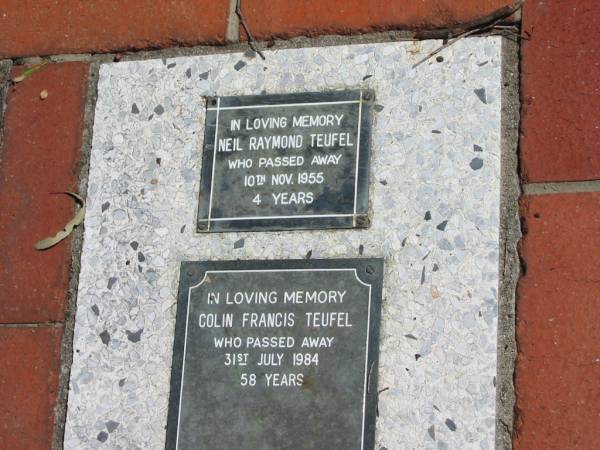 IN LOVING MEMORY
NEIL RAYMOND TEUFEL
WHO PASSED AWAY
10TH NOV. 1955
4 YEARS
IN LOVING MEMORY
COLIN FRANCIS TEUFEL
WHO PASSED AWAY
31ST JULY 1984
58 YEARS